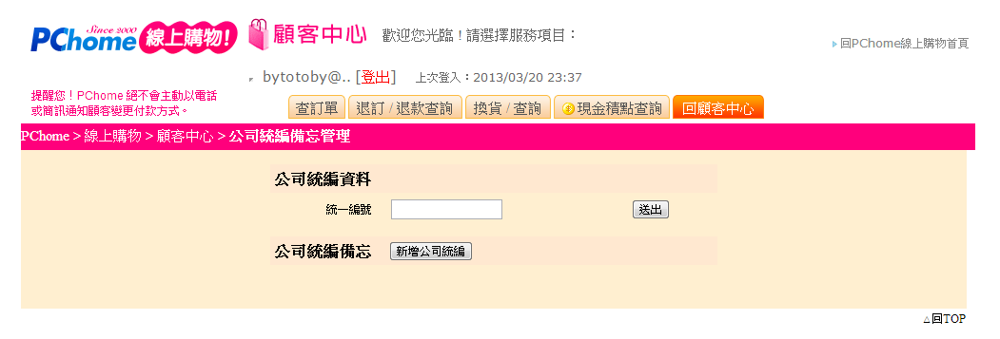 Since 2000
PChome 線上購物!
顧客中心
歡迎您光臨！請選擇服務項目：
回PChome線上購物首頁
bytotoby@.. [登出] 上次登入：2013/03/20 23:37
提醒您！PChome 絕不會主動以電話
或簡訊通知顧客變更付款方式。
查訂單 退訂 / 退款查詢 換貨 / 查詢 現金積點查詢 回顧客中心
PChome > 線上購物 > 顧客中心 > 公司統編備忘管理
公司統編資料
統一編號 送出
公司統編備忘 新增公司統編
△回TOP